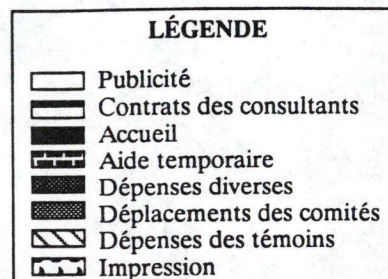 LÉGENDE
Publicité
Contrats des consultants
Accueil
Aide temporaire
Dépenses diverses
Déplacements des comités
Dépenses des témoins
Impression